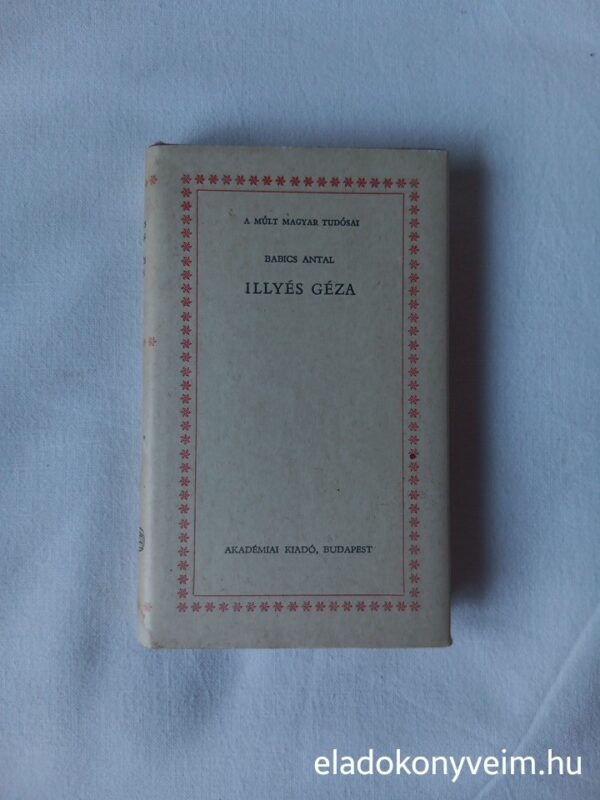 A MÚLT MAGYAR TUDÓSAI
BABICS ANTAL
ILLYÉS GÉZA
AKADÉMIAI KIADÓ, BUDAPEST
eladokonyveim.hu